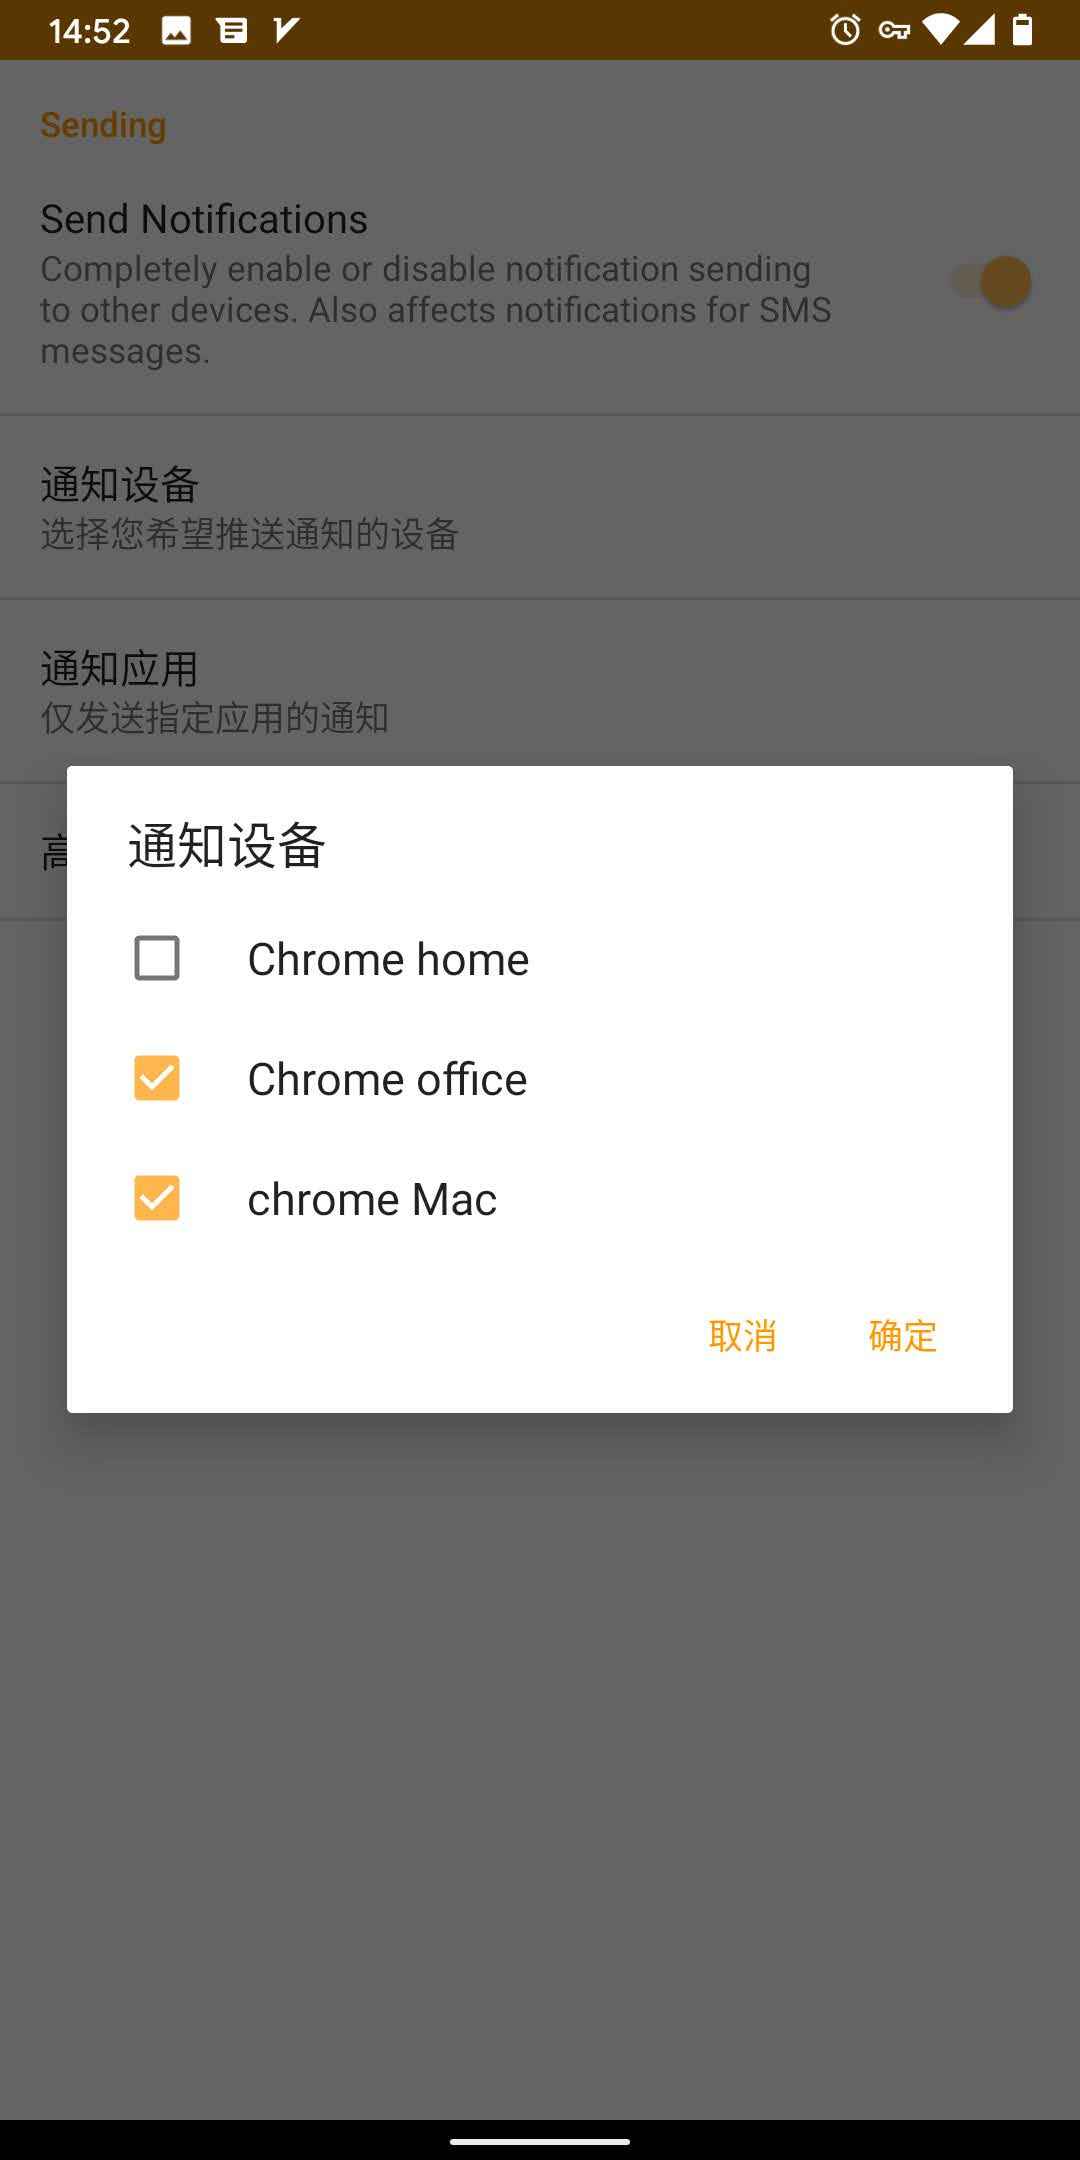 14:52
Sending
Send Notifications
Completely enable or disable notification sending
to other devices. Also affects notifications for SMS
messages.
通知设备
选择您希望推送通知的设备
通知应用
仅发送指定应用的通知
高
通知设备
Chrome home
Chrome office
chrome Mac
取消 确定